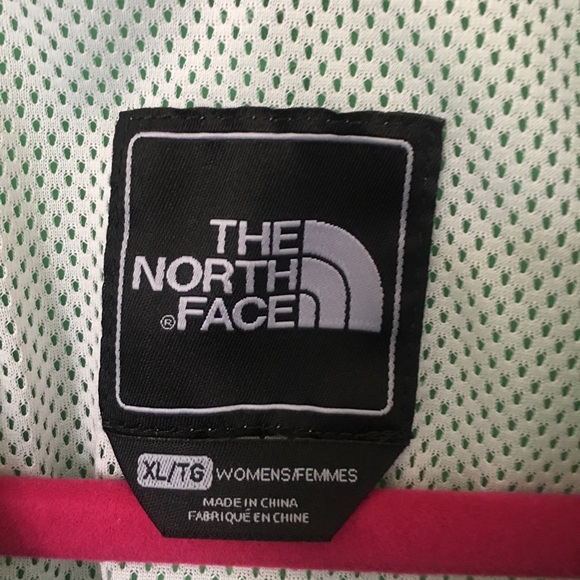 THE
NORTH
® FACE
XL/TG WOMENS/FEMMES
MADE IN CHINA
FABRIQUÉ EN CHINE